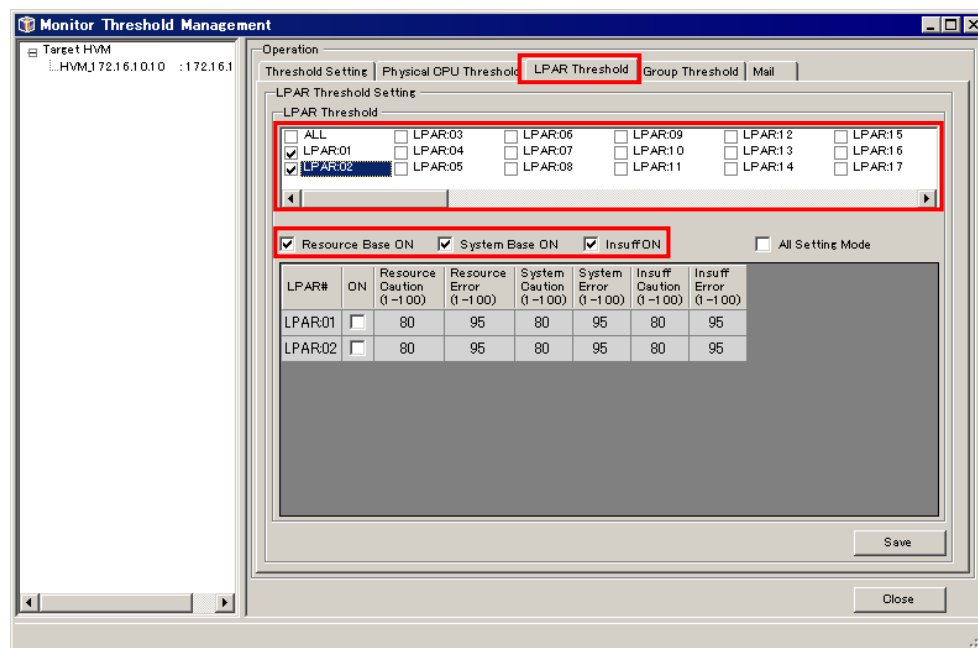 Monitor Threshold Management
Target HVM
HVM_172.16.10.10 :172.16.1
Operation
Threshold Setting Physical CPU Threshold LPAR Threshold Group Threshold Mail
LPAR Threshold Setting
LPAR Threshold
ALL LPAR:03 LPAR:06 LPAR:09 LPAR:12 LPAR:15
LPAR:01 LPAR:04 LPAR:07 LPAR:10 LPAR:13 LPAR:16
LPAR:02 LPAR:05 LPAR:08 LPAR:11 LPAR:14 LPAR:17
Resource Base ON System Base ON InsuffON All Setting Mode
LPAR# ON Resource Caution (1-100) Resource Error (1-100) System Caution (1-100) System Error (1-100) Insuff Caution (1-100) Insuff Error (1-100)
LPAR:01 80 95 80 95 80 95
LPAR:02 80 95 80 95 80 95
Save
Close